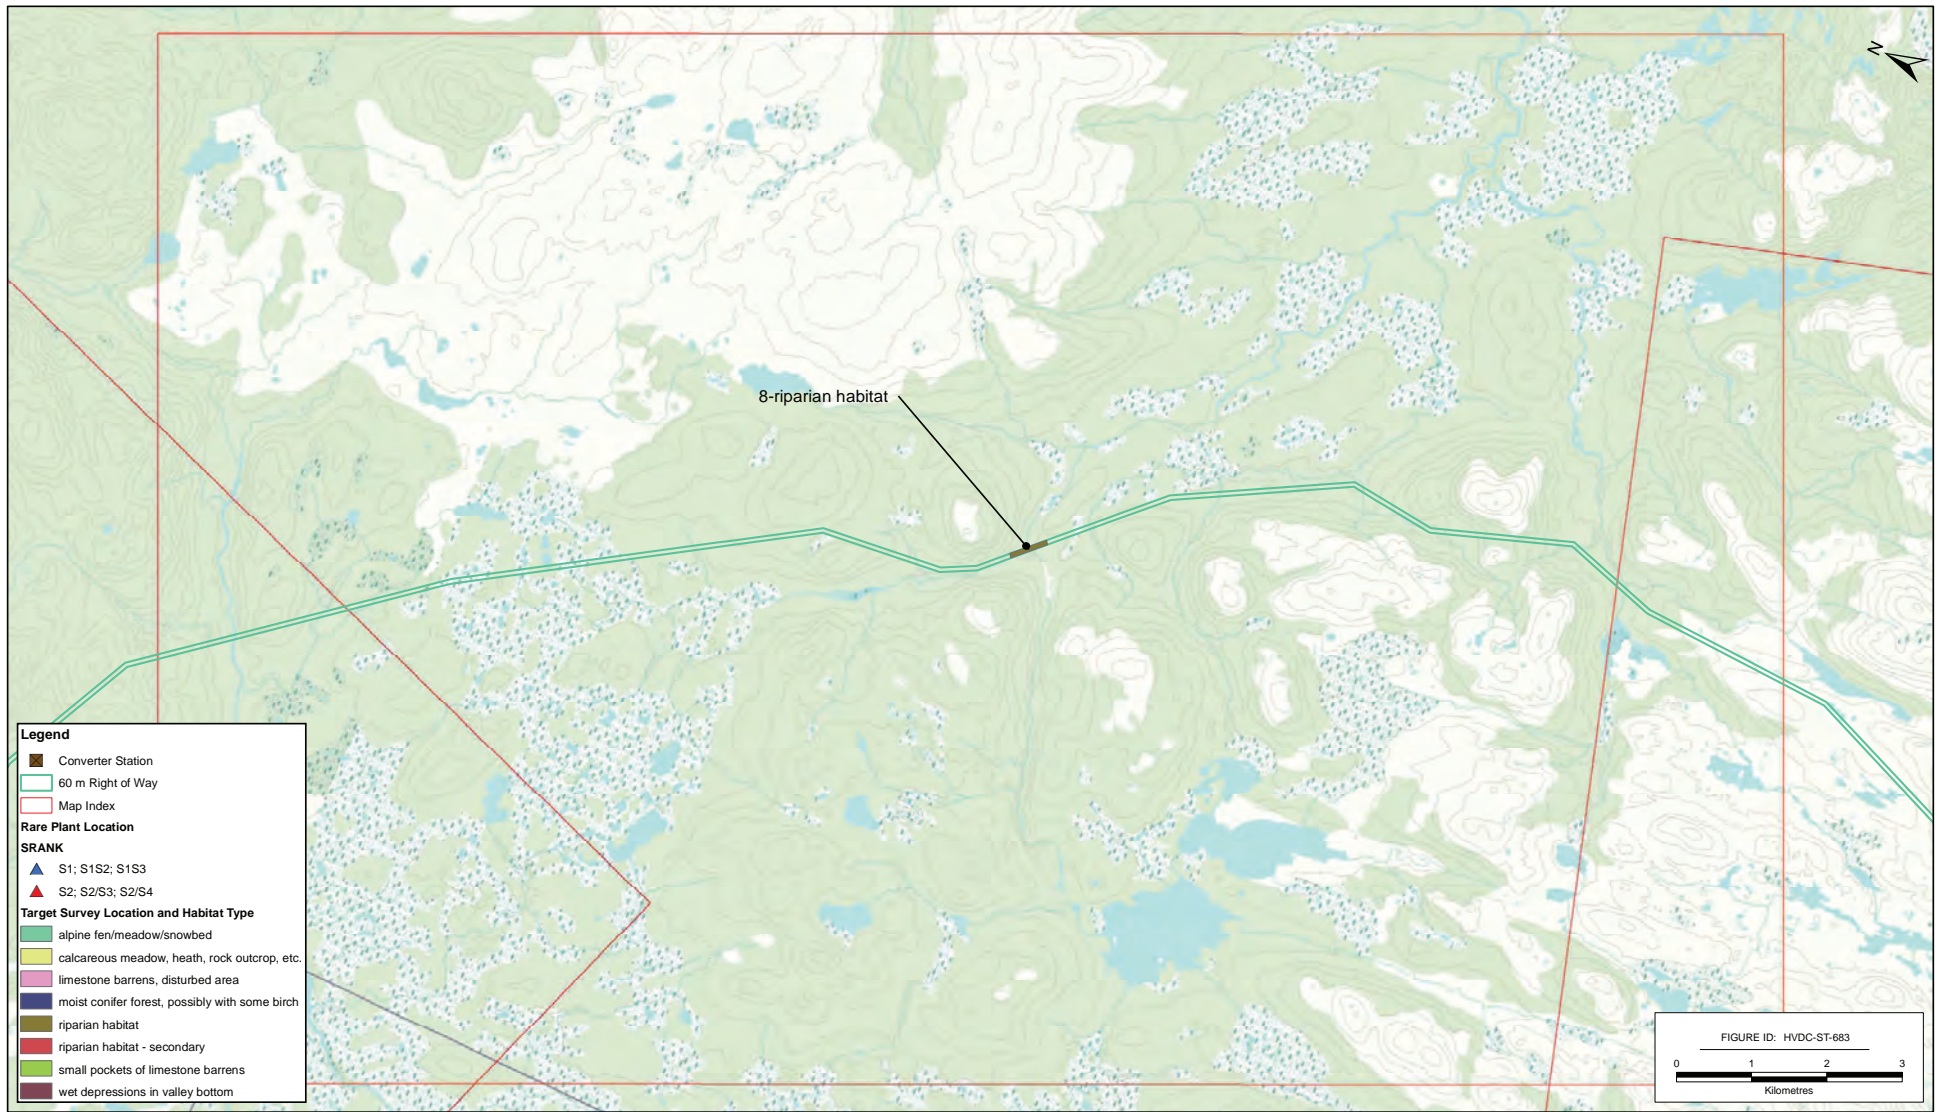 N
8-riparian habitat
Legend
Converter Station
60 m Right of Way
Map Index
Rare Plant Location
SRANK
S1; S1S2; S1S3
S2; S2/S3; S2/S4
Target Survey Location and Habitat Type
alpine fen/meadow/snowbed
calcareous meadow, heath, rock outcrop, etc.
limestone barrens, disturbed area
moist conifer forest, possibly with some birch
riparian habitat
riparian habitat - secondary
small pockets of limestone barrens
wet depressions in valley bottom
FIGURE ID: HVDC-ST-683
0 1 2 3
Kilometres